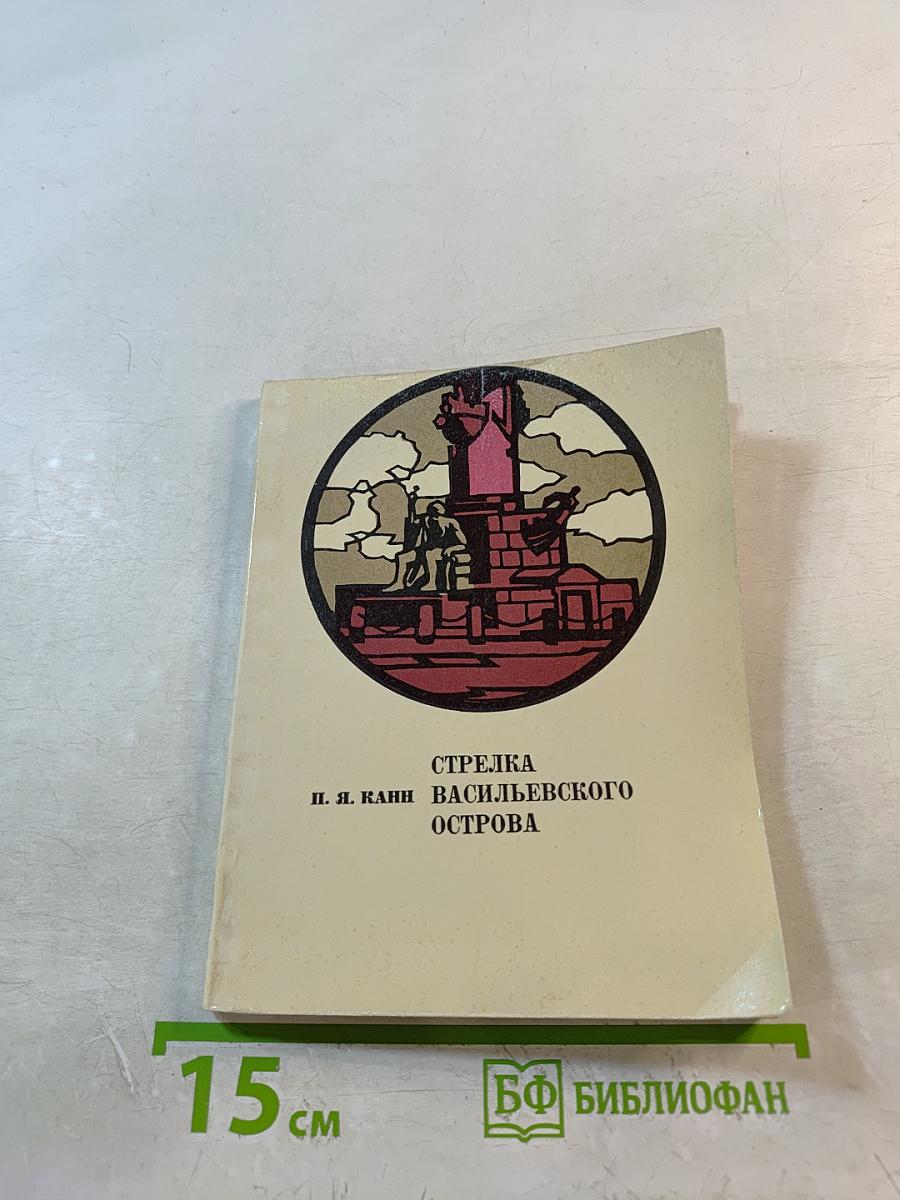 СТРЕЛКА
П. Я. КАНН ВАСИЛЬЕВСКОГО
ОСТРОВА
15 см
БФ БИБЛИОФАН